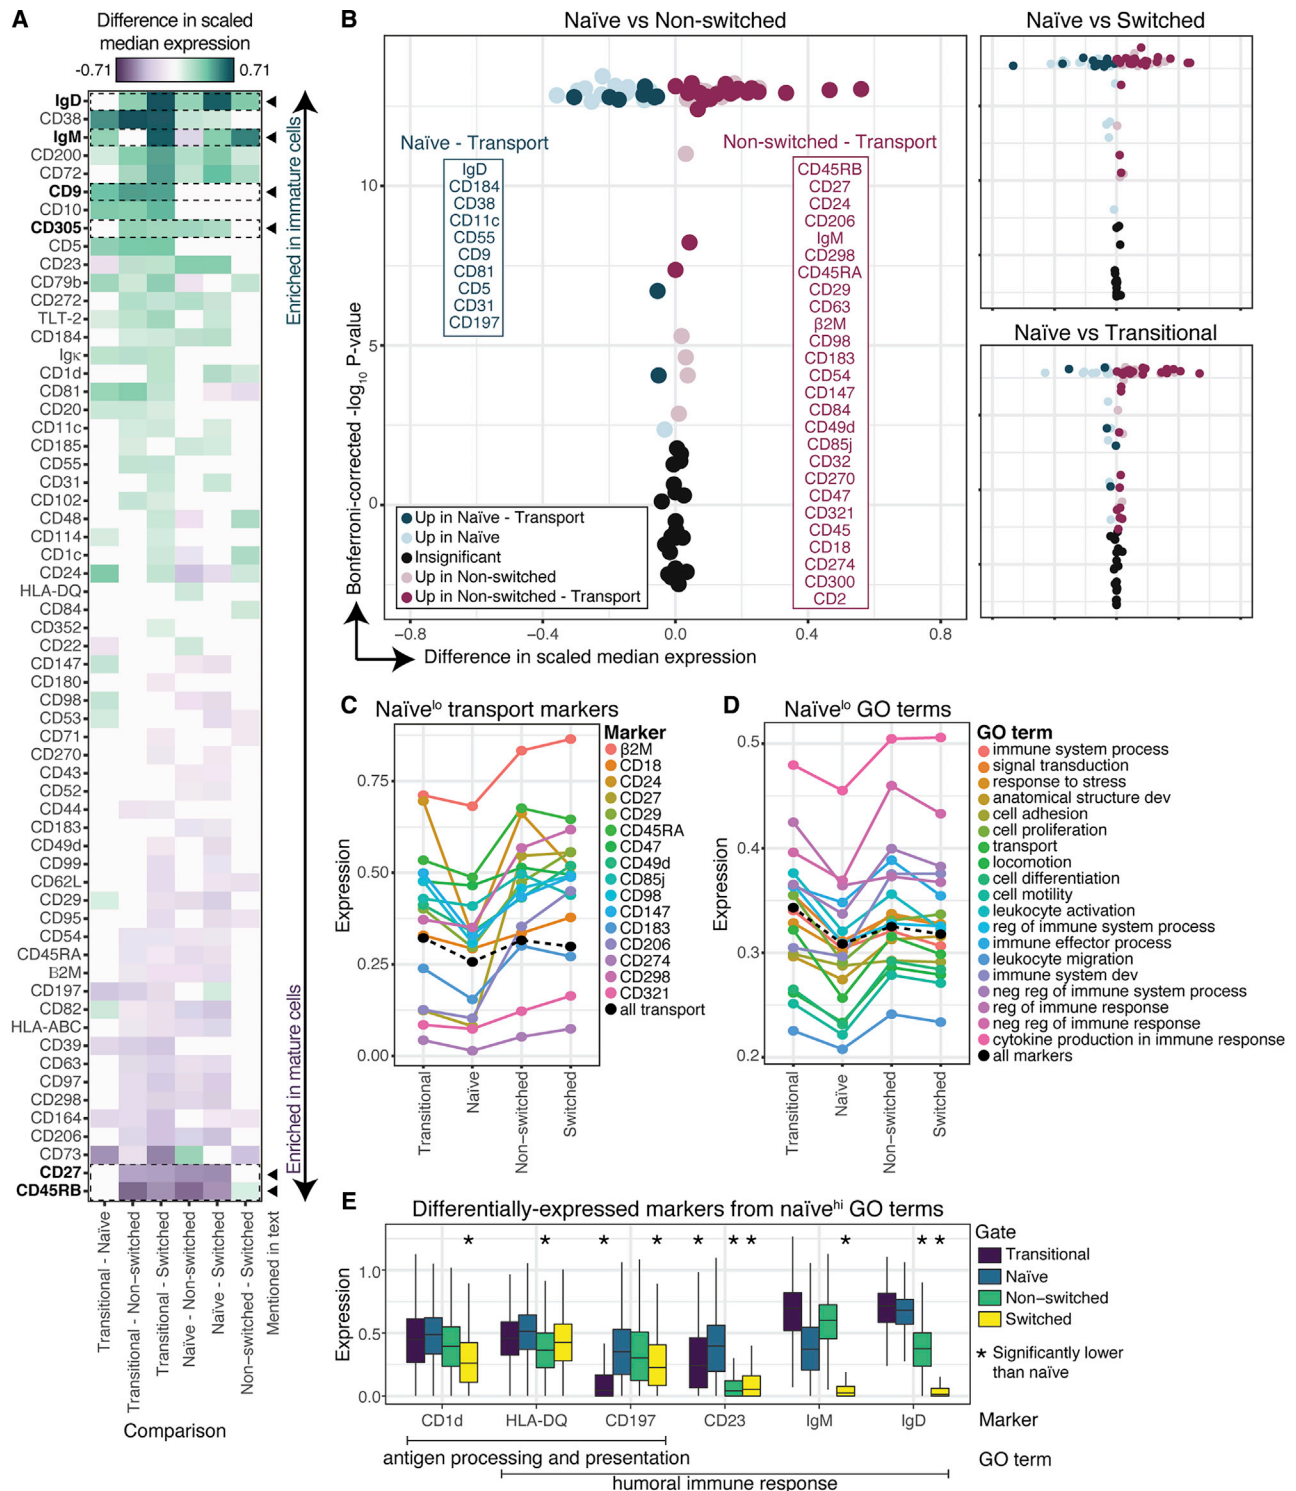 A
Difference in scaled
median expression
-0.71
0.71
IgD
CD38
IgM
CD200
CD72
CD9
CD10
CD305
CD5
CD23
CD79b
CD272
TLT-2
CD184
Igκ
CD1d
CD81
CD20
CD11c
CD185
CD55
CD31
CD102
CD48
CD114
CD1c
CD24
HLA-DQ
CD84
CD352
CD22
CD147
CD180
CD98
CD53
CD71
CD270
CD43
CD52
CD44
CD183
CD49d
CD99
CD62L
CD29
CD95
CD54
CD45RA
B2M
CD197
CD82
HLA-ABC
CD39
CD63
CD97
CD298
CD164
CD206
CD73
CD27
CD45RB
Enriched in immature cells
Enriched in mature cells
Transitional - Naïve
Transitional - Non-switched
Transitional - Switched
Naïve - Non-switched
Naïve - Switched
Non-switched - Switched
Mentioned in text
Comparison
B
Naïve vs Non-switched
Bonferroni-corrected -log10 P-value
10
5
0
Naïve - Transport
IgD
CD184
CD38
CD11c
CD55
CD9
CD81
CD5
CD31
CD197
Non-switched - Transport
CD45RB
CD27
CD24
CD206
IgM
CD298
CD45RA
CD29
CD63
β2M
CD98
CD183
CD54
CD147
CD84
CD49d
CD85j
CD32
CD270
CD47
CD321
CD45
CD18
CD274
CD300
CD2
Up in Naïve - Transport
Up in Naïve
Insignificant
Up in Non-switched
Up in Non-switched - Transport
−0.8
−0.4
0.0
0.4
0.8
Difference in scaled median expression
Naïve vs Switched
Naïve vs Transitional
C
Naïvelo transport markers
Expression
0.75
0.50
0.25
0.00
Transitional
Naïve
Non−switched
Switched
Marker
β2M
CD18
CD24
CD27
CD29
CD45RA
CD47
CD49d
CD85j
CD98
CD147
CD183
CD206
CD274
CD298
CD321
all transport
D
Naïvelo GO terms
Expression
0.5
0.4
0.3
0.2
Transitional
Naïve
Non−switched
Switched
GO term
immune system process
signal transduction
response to stress
anatomical structure dev
cell adhesion
cell proliferation
transport
locomotion
cell differentiation
cell motility
leukocyte activation
reg of immune system process
immune effector process
leukocyte migration
immune system dev
neg reg of immune system process
reg of immune response
neg reg of immune response
cytokine production in immune response
all markers
E
Differentially-expressed markers from naïvehi GO terms
Expression
1.0
0.5
0.0
* * * * * * * * * *
CD1d
HLA-DQ
CD197
CD23
IgM
IgD
Marker
antigen processing and presentation
humoral immune response
GO term
Gate
Transitional
Naïve
Non−switched
Switched
* Significantly lower
than naïve